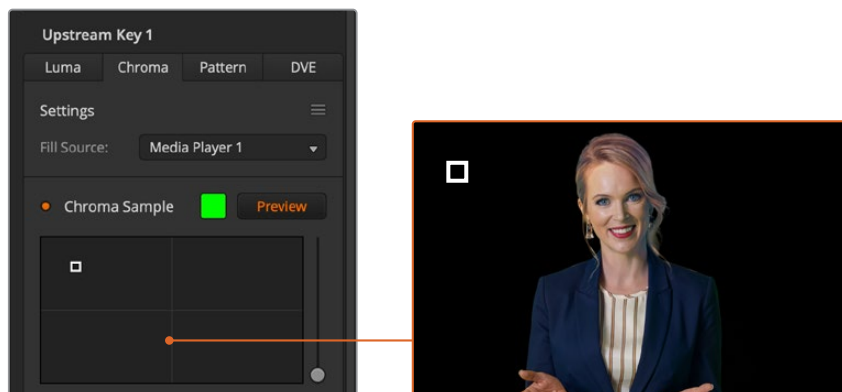 Upstream Key 1
Luma Chroma Pattern DVE
Settings
Fill Source: Media Player 1
Chroma Sample Preview